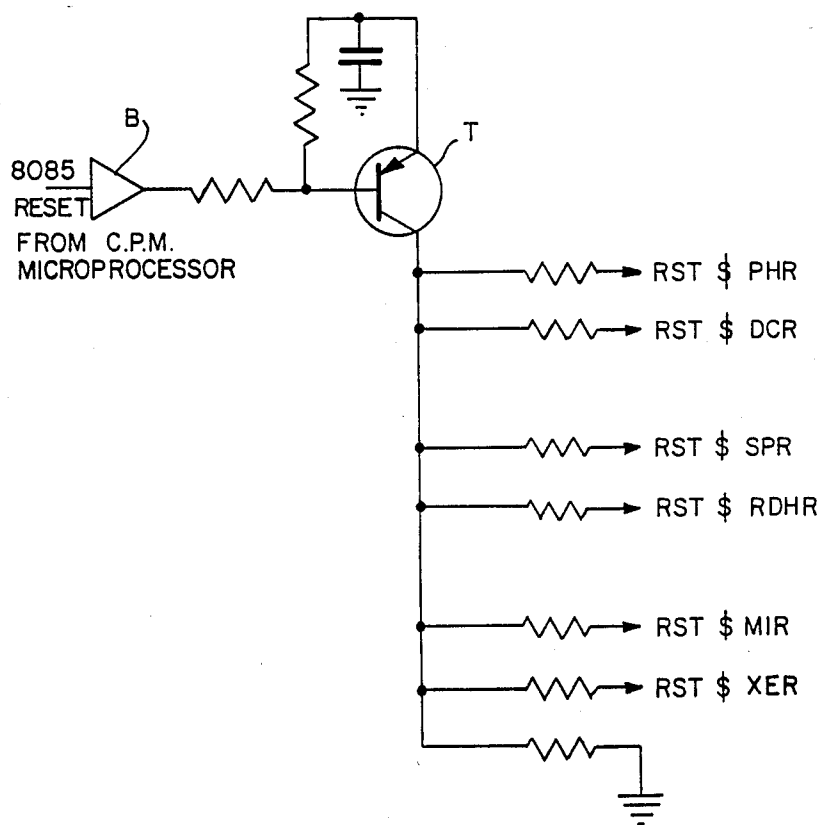 B
T
8085
RESET
FROM C.P.M.
MICROPROCESSOR
RST $ PHR
RST $ DCR
RST $ SPR
RST $ RDHR
RST $ MIR
RST $ XER